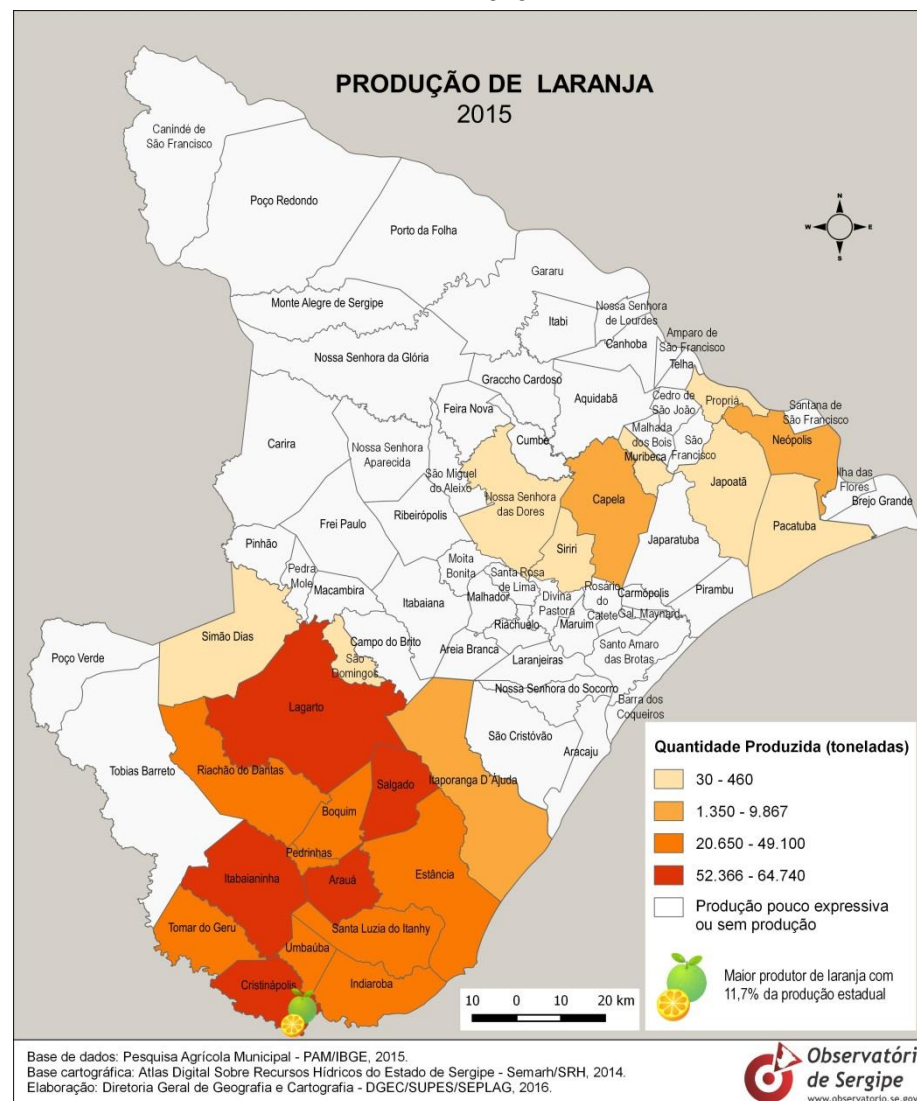 PRODUÇÃO DE LARANJA
2015
Canindé de
São Francisco
Poço Redondo
Porto da Folha
Gararu
Monte Alegre de Sergipe
Itabi
Nossa Senhora
de Lourdes
Canhoba
Amparo de
São Francisco
Telha
Nossa Senhora da Glória
Graccho Cardoso
Aquidabã
Cedro de
São João
Propriá
Santana de
São Francisco
Feira Nova
Cumbe
Malhada
dos Bois
Muribeca
São
Francisco
Neópolis
Carira
Nossa Senhora
Aparecida
São Miguel
do Aleixo
Nossa Senhora
das Dores
Capela
Japoatã
Ilha das
Flores
Brejo Grande
Pacatuba
Ribeirópolis
Frei Paulo
Siriri
Japaratuba
Pinhão
Pedra
Mole
Macambira
Itabaiana
Moita
Bonita
Malhador
Santa Rosa
de Lima
Divina
Pastora
Rosário
do
Catete
Carmópolis
Pirambu
Riachuelo
Maruim
Gal. Maynard
Simão Dias
Campo do Brito
São
Domingos
Areia Branca
Laranjeiras
Santo Amaro
das Brotas
Poço Verde
Nossa Senhora do Socorro
Barra dos
Coqueiros
Lagarto
São Cristóvão
Aracaju
Tobias Barreto
Riachão do Dantas
Salgado
Itaporanga D'Ajuda
Boquim
Pedrinhas
Itabaianinha
Arauá
Estância
Tomar do Geru
Santa Luzia do Itanhy
Umbaúba
Cristinápolis
Indiaroba
N
W
E
S
Quantidade Produzida (toneladas)
30 - 460
1.350 - 9.867
20.650 - 49.100
52.366 - 64.740
Produção pouco expressiva
ou sem produção
Maior produtor de laranja com
11,7% da produção estadual
10 0 10 20 km
Base de dados: Pesquisa Agrícola Municipal - PAM/IBGE, 2015.
Base cartográfica: Atlas Digital Sobre Recursos Hídricos do Estado de Sergipe - Semarh/SRH, 2014.
Elaboração: Diretoria Geral de Geografia e Cartografia - DGEC/SUPES/SEPLAG, 2016.
Observatóri
de Sergipe
www.observatorio.se.gov